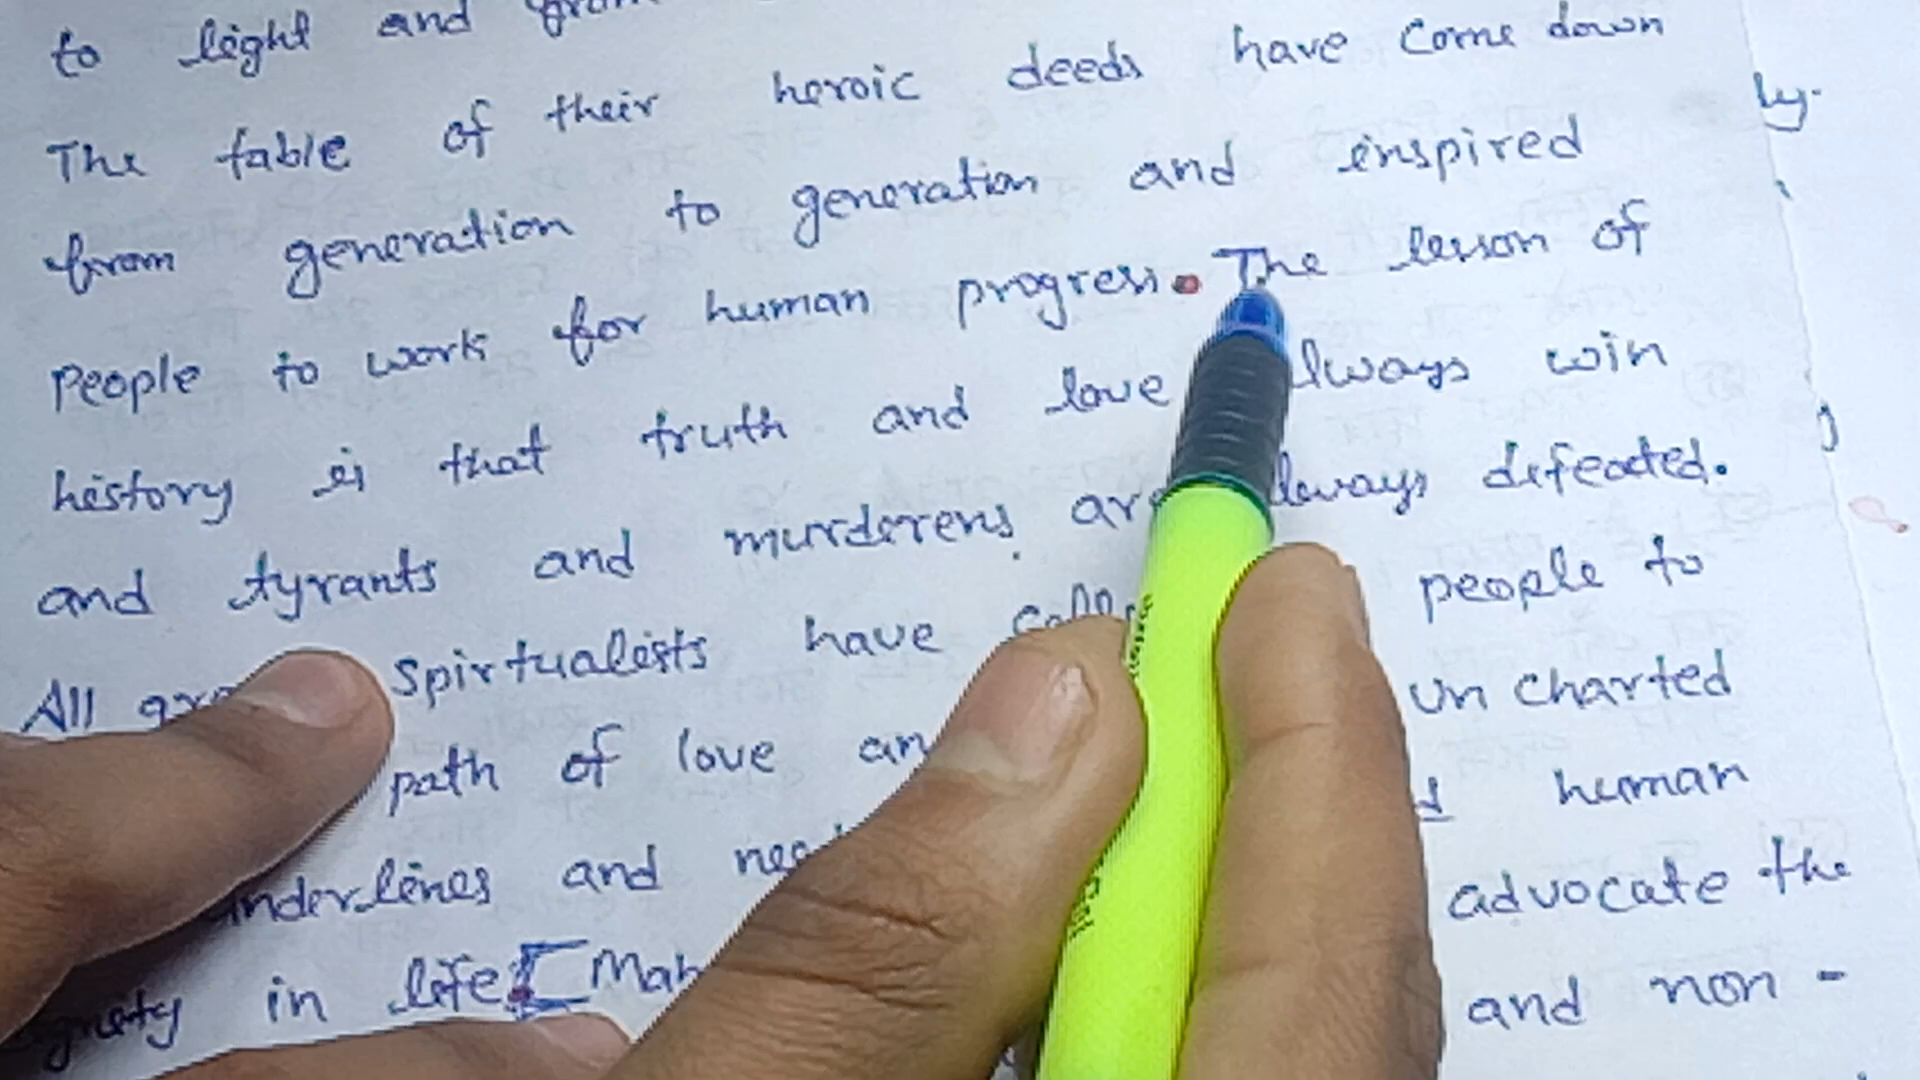 to light and from
The fable of their heroic deeds have come down
from generation to generation and inspired
People to work for human progress. The lesson of
history is that truth and love always win
and tyrants and murderers are always defeated.
All Spirtualists have people to
path of love un charted
underlines and human
in life. [ advocate the
and non-
ly.